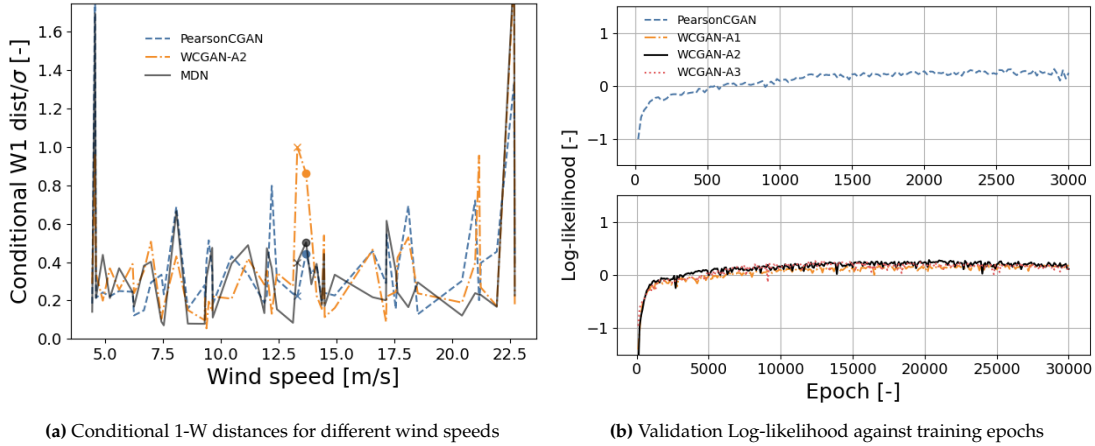 Conditional W1 dist/σ [-]
1.6
1.4
1.2
1.0
0.8
0.6
0.4
0.2
0.0
PearsonCGAN
WCGAN-A2
MDN
5.0 7.5 10.0 12.5 15.0 17.5 20.0 22.5
Wind speed [m/s]
(a) Conditional 1-W distances for different wind speeds
Log-likelihood [-]
1
0
−1
PearsonCGAN
WCGAN-A1
WCGAN-A2
WCGAN-A3
0 500 1000 1500 2000 2500 3000
1
0
−1
0 5000 10000 15000 20000 25000 30000
Epoch [-]
(b) Validation Log-likelihood against training epochs